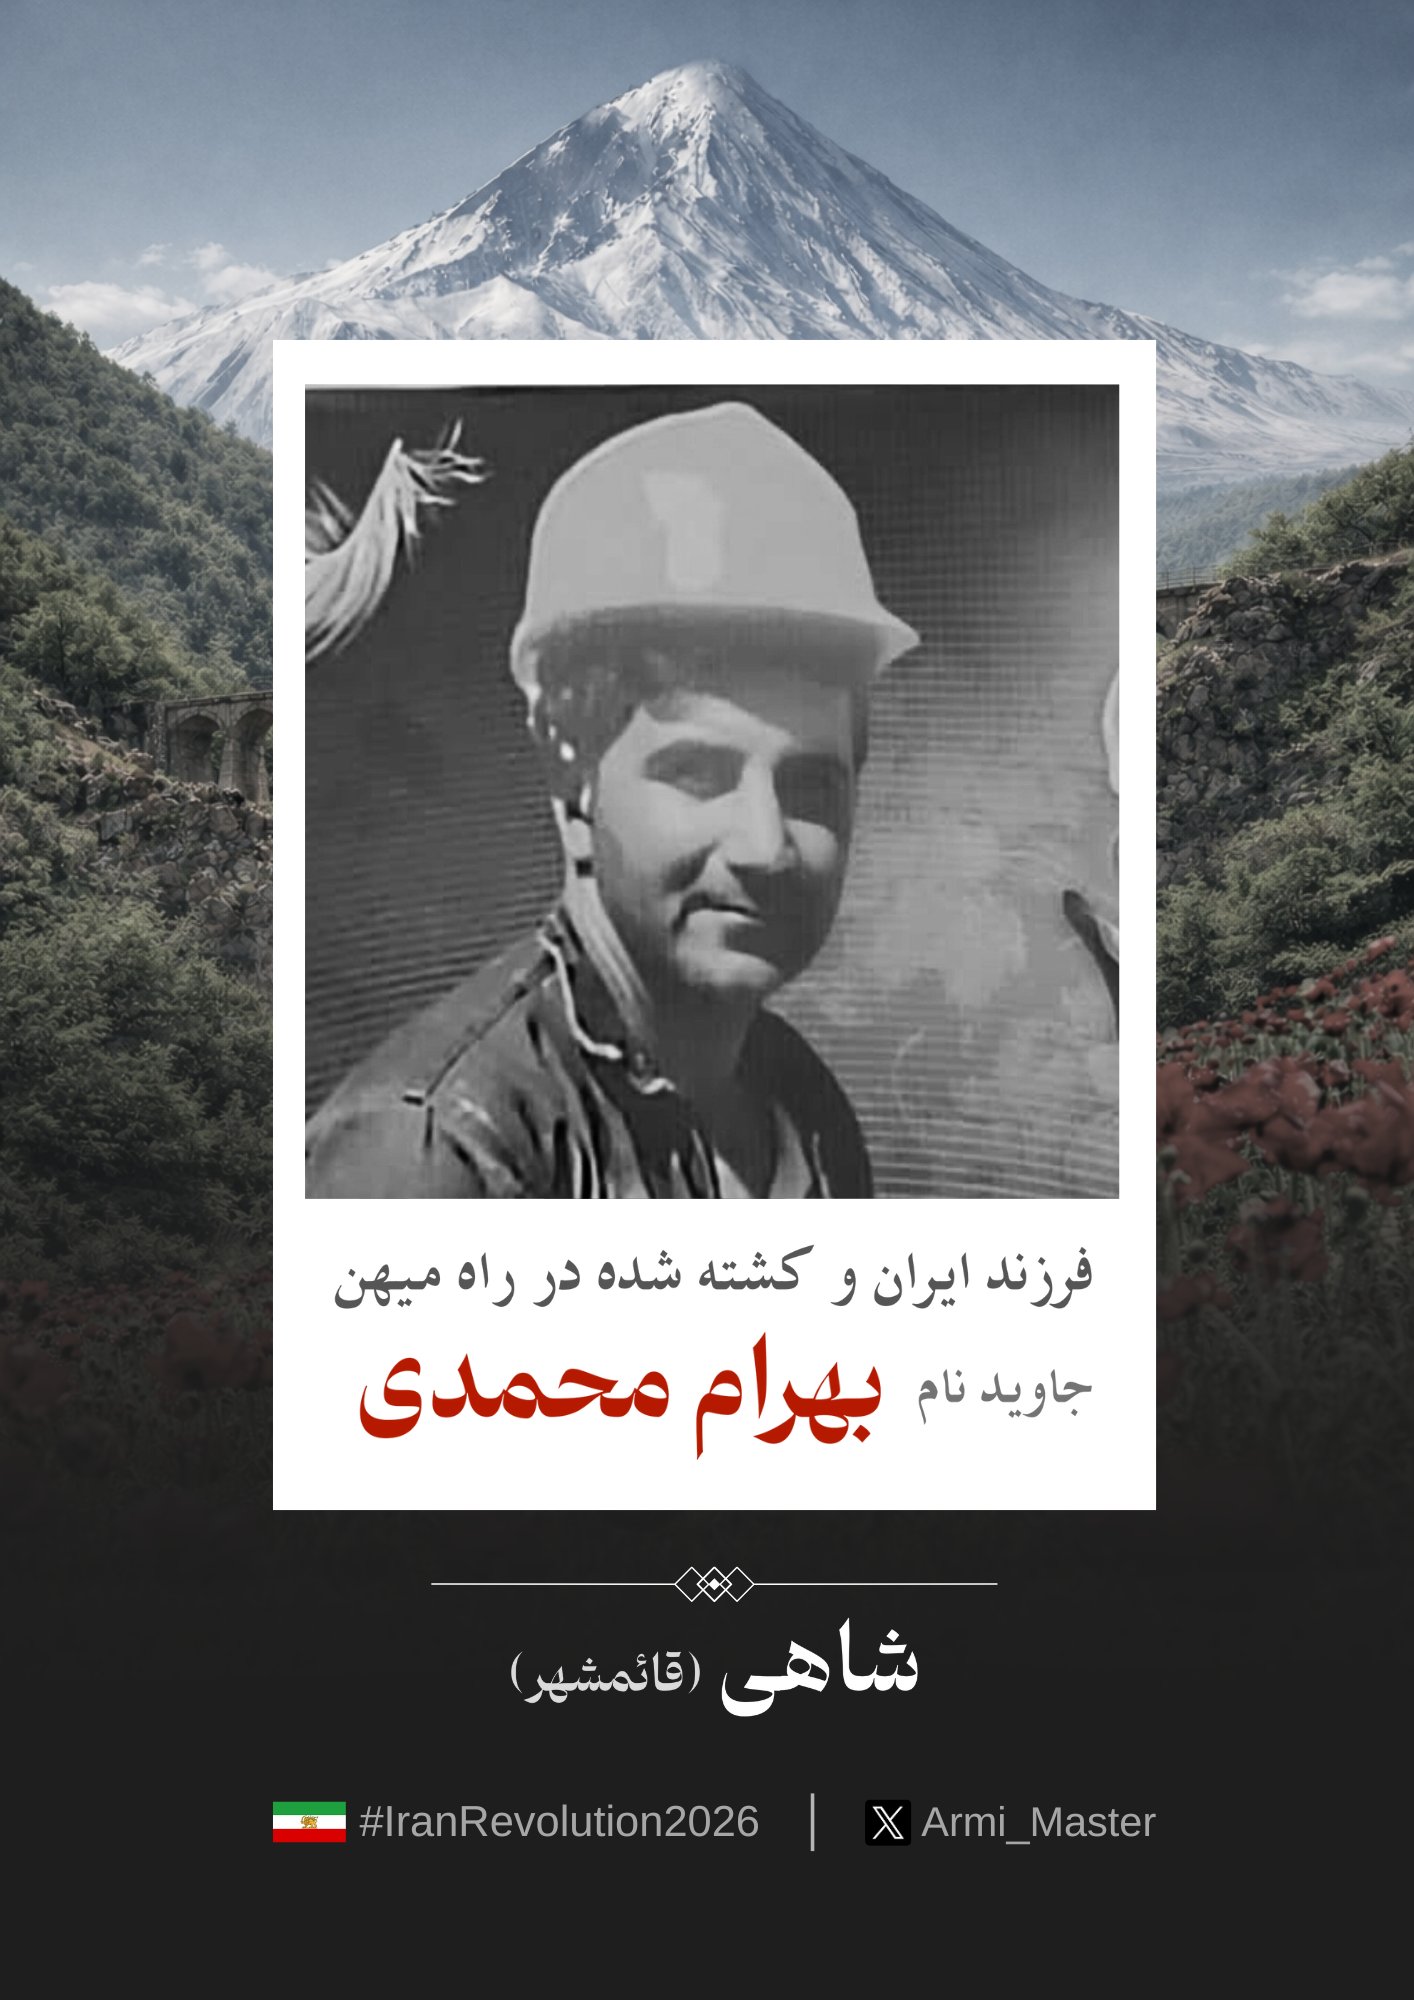 فرزند ایران و کشته شده در راه میهن
جاوید نام بهرام محمدی
شاهی (قائمشهر)
#IranRevolution2026 | X Armi_Master